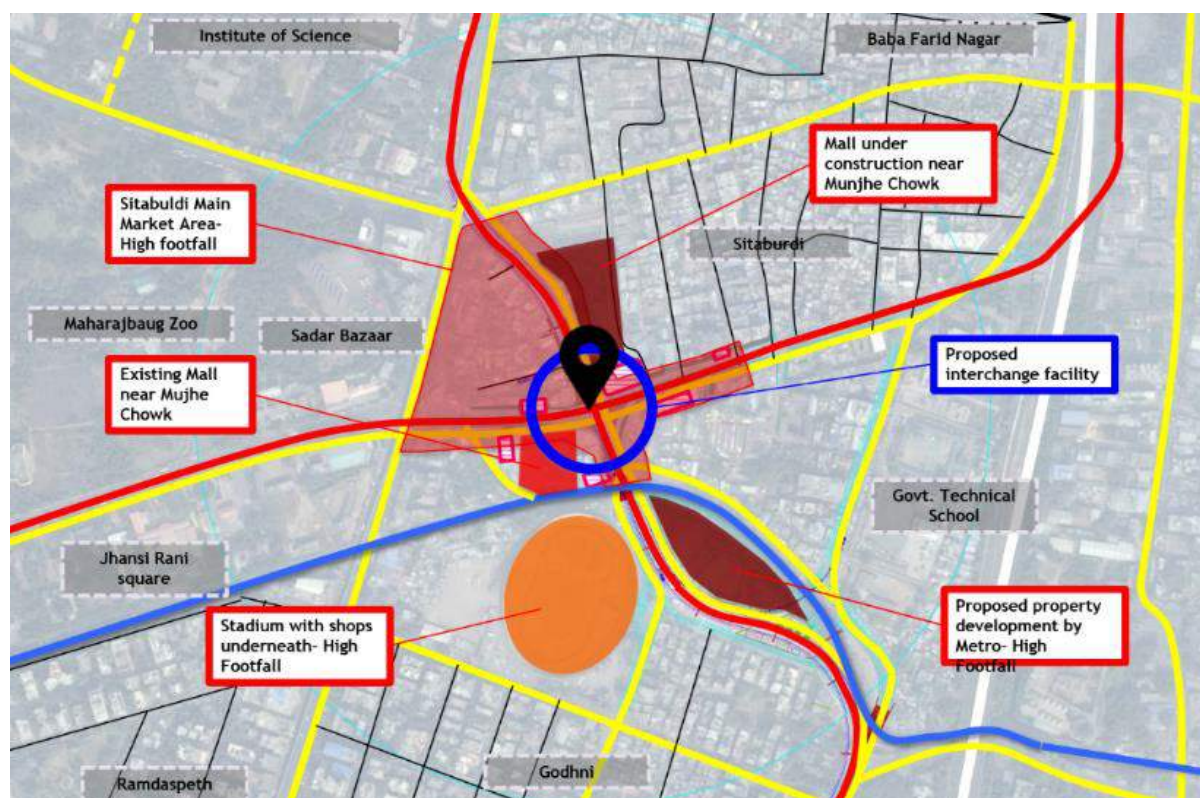 Institute of Science
Baba Farid Nagar
Mall under
construction near
Munjhe Chowk
Sitabuldi Main
Market Area-
High footfall
Sitaburdi
Maharajbaug Zoo
Sadar Bazaar
Existing Mall
near Mujhe
Chowk
Proposed
interchange facility
Govt. Technical
School
Jhansi Rani
square
Stadium with shops
underneath- High
Footfall
Proposed property
development by
Metro- High
Footfall
Godhni
Ramdaspeth